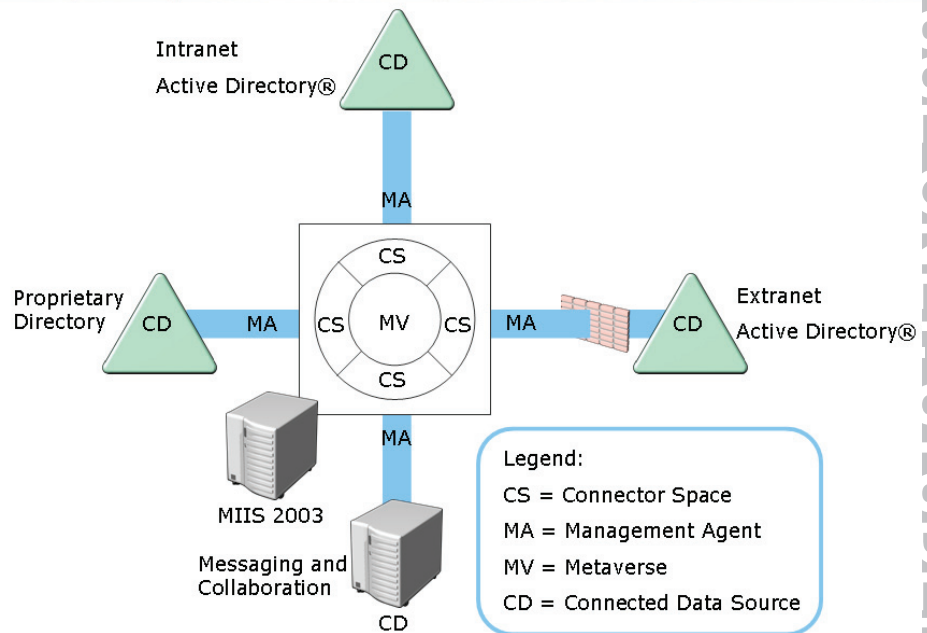 Intranet
Active Directory®
CD
MA
CS
Proprietary
Directory
CD
MA
CS
MV
CS
MA
CD
Extranet
Active Directory®
CS
MA
MIIS 2003
Messaging and
Collaboration
CD
Legend:
CS = Connector Space
MA = Management Agent
MV = Metaverse
CD = Connected Data Source